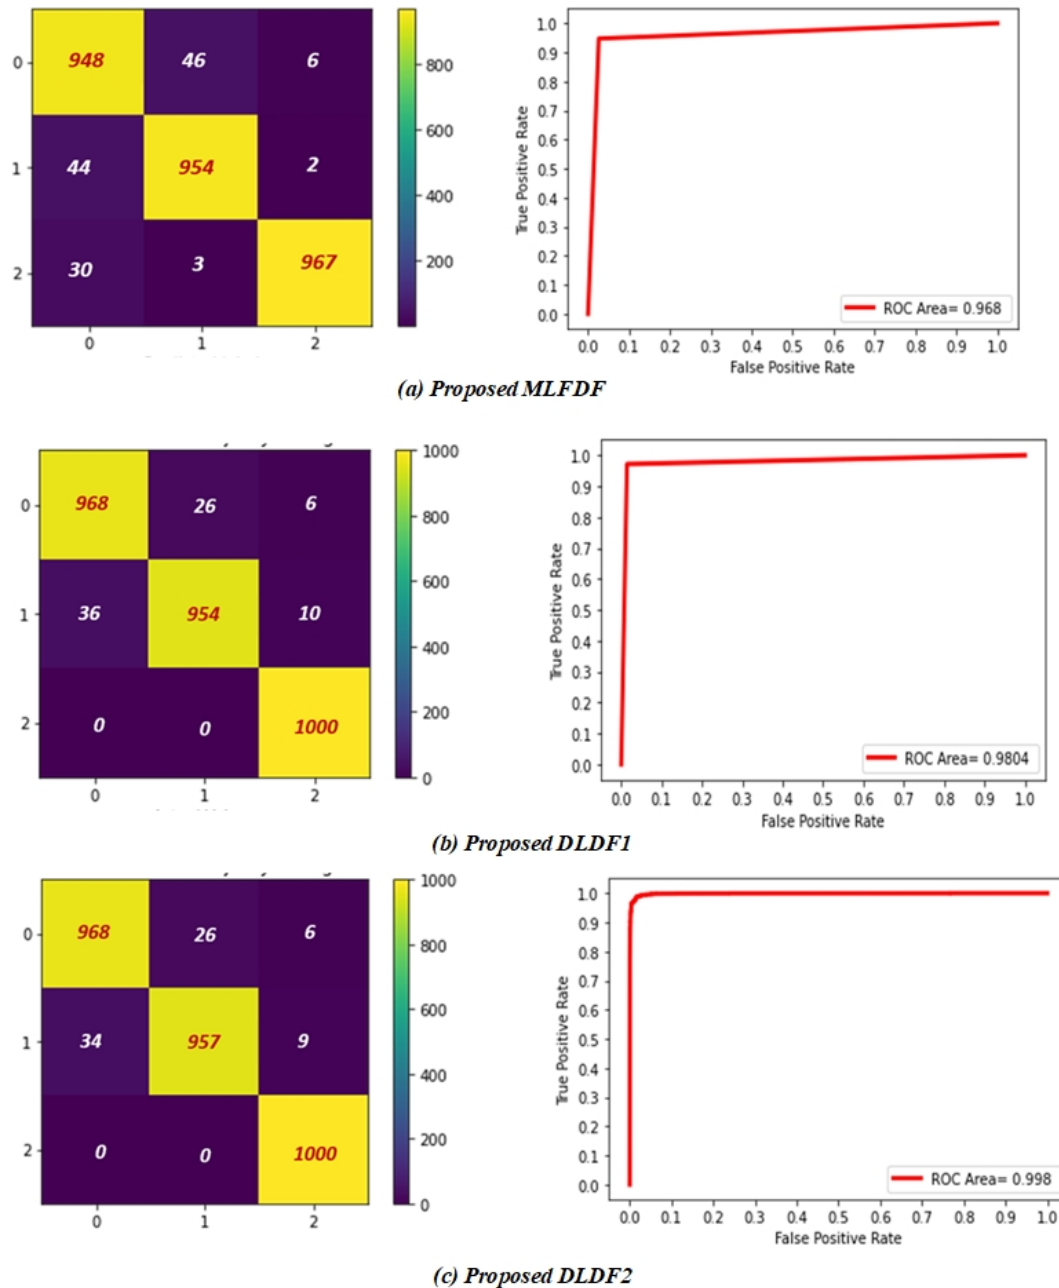 0 948 46 6
1 44 954 2
2 30 3 967
0 1 2
800
600
400
200
True Positive Rate
1.0
0.9
0.8
0.7
0.6
0.5
0.4
0.3
0.2
0.1
0.0
ROC Area= 0.968
0.0 0.1 0.2 0.3 0.4 0.5 0.6 0.7 0.8 0.9 1.0
False Positive Rate
(a) Proposed MLFDF
0 968 26 6
1 36 954 10
2 0 0 1000
0 1 2
1000
800
600
400
200
0
True Positive Rate
1.0
0.9
0.8
0.7
0.6
0.5
0.4
0.3
0.2
0.1
0.0
ROC Area= 0.9804
0.0 0.1 0.2 0.3 0.4 0.5 0.6 0.7 0.8 0.9 1.0
False Positive Rate
(b) Proposed DLDF1
0 968 26 6
1 34 957 9
2 0 0 1000
0 1 2
1000
800
600
400
200
0
True Positive Rate
1.0
0.9
0.8
0.7
0.6
0.5
0.4
0.3
0.2
0.1
0.0
ROC Area= 0.998
0.0 0.1 0.2 0.3 0.4 0.5 0.6 0.7 0.8 0.9 1.0
False Positive Rate
(c) Proposed DLDF2